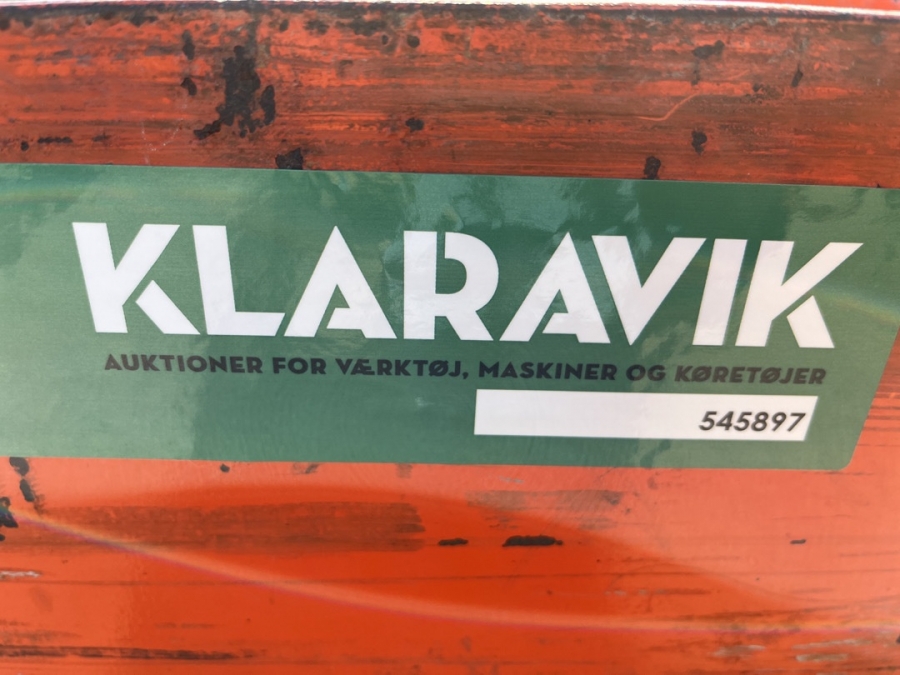 KLARAVIK
AUKTIONER FOR VÆRKTØJ, MASKINER OG KØRETØJER
545897